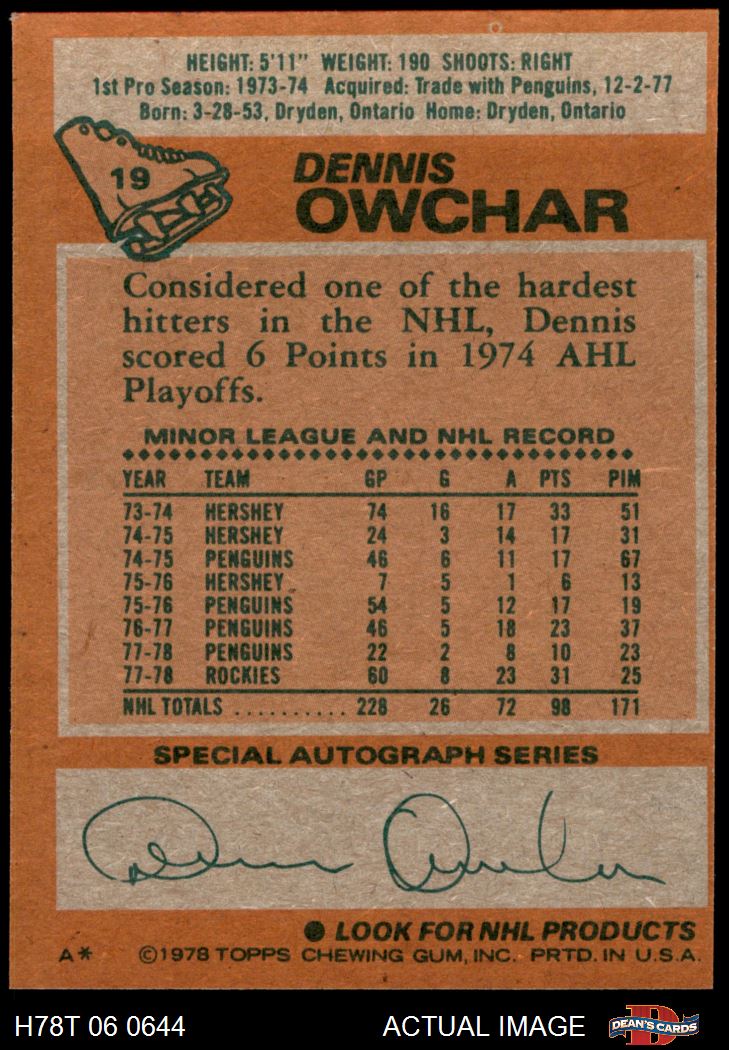 HEIGHT: 5'11" WEIGHT: 190 SHOOTS: RIGHT
1st Pro Season: 1973-74 Acquired: Trade with Penguins, 12-2-77
Born: 3-28-53, Dryden, Ontario Home: Dryden, Ontario
19
DENNIS
OWCHAR
Considered one of the hardest
hitters in the NHL, Dennis
scored 6 Points in 1974 AHL
Playoffs.
MINOR LEAGUE AND NHL RECORD
YEAR TEAM GP G A PTS PIM
73-74 HERSHEY 74 16 17 33 51
74-75 HERSHEY 24 3 14 17 31
74-75 PENGUINS 46 6 11 17 67
75-76 HERSHEY 7 5 1 6 13
75-76 PENGUINS 54 5 12 17 19
76-77 PENGUINS 46 5 18 23 37
77-78 PENGUINS 22 2 8 10 23
77-78 ROCKIES 60 8 23 31 25
NHL TOTALS .......... 228 26 72 98 171
SPECIAL AUTOGRAPH SERIES
Dennis Owchar
LOOK FOR NHL PRODUCTS
A* ©1978 TOPPS CHEWING GUM, INC. PRTD. IN U.S.A.
H78T 06 0644 ACTUAL IMAGE DEAN'S CARDS